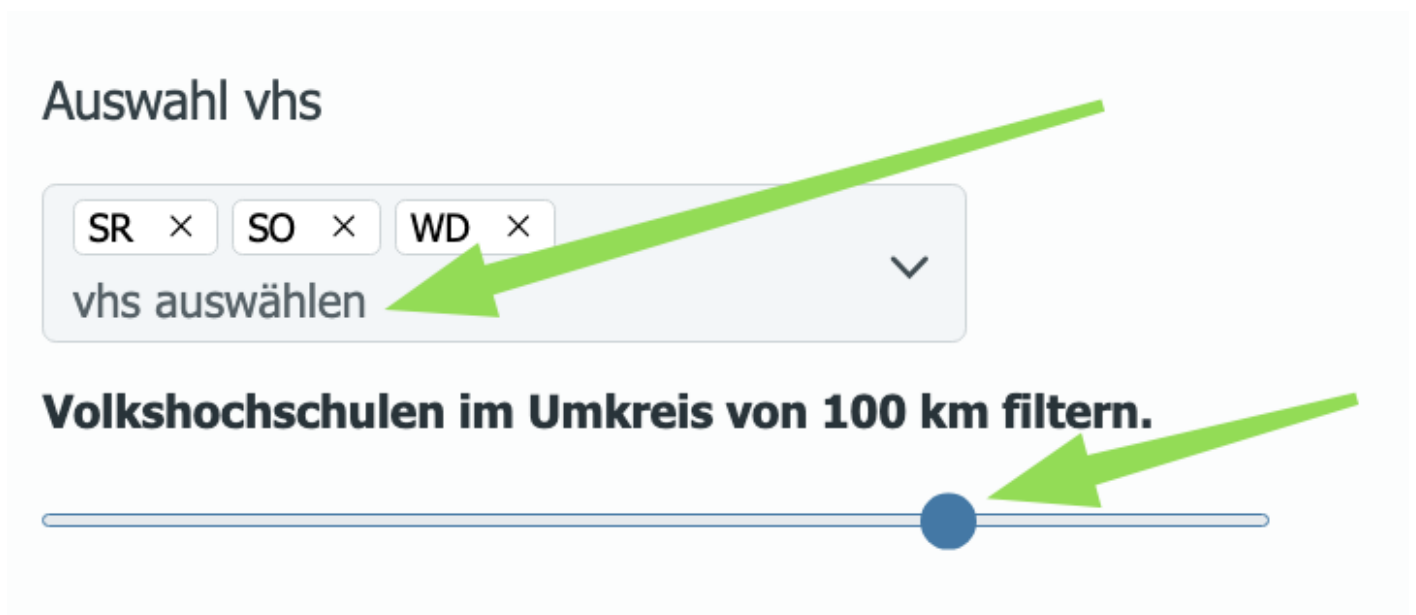 Auswahl vhs
SR × SO × WD ×
vhs auswählen
Volkshochschulen im Umkreis von 100 km filtern.